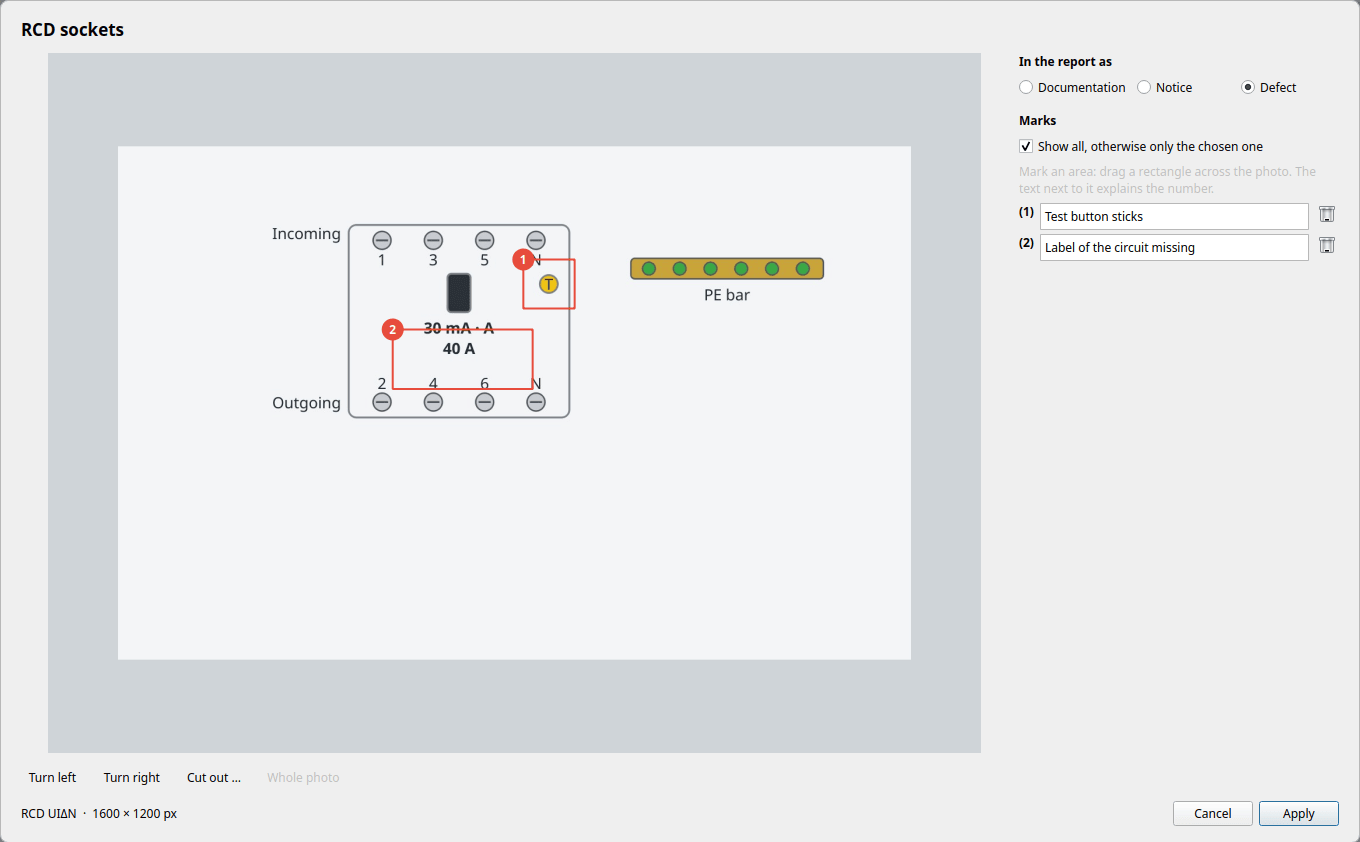 RCD sockets
In the report as
Documentation
Notice
Defect
Marks
Show all, otherwise only the chosen one
Mark an area: drag a rectangle across the photo. The
text next to it explains the number.
(1) Test button sticks
(2) Label of the circuit missing
Incoming
1 3 5 N
1
T
PE bar
2
30 mA · A
40 A
2 4 6 N
Outgoing
Turn left
Turn right
Cut out ...
Whole photo
RCD UI∆N · 1600 × 1200 px
Cancel
Apply